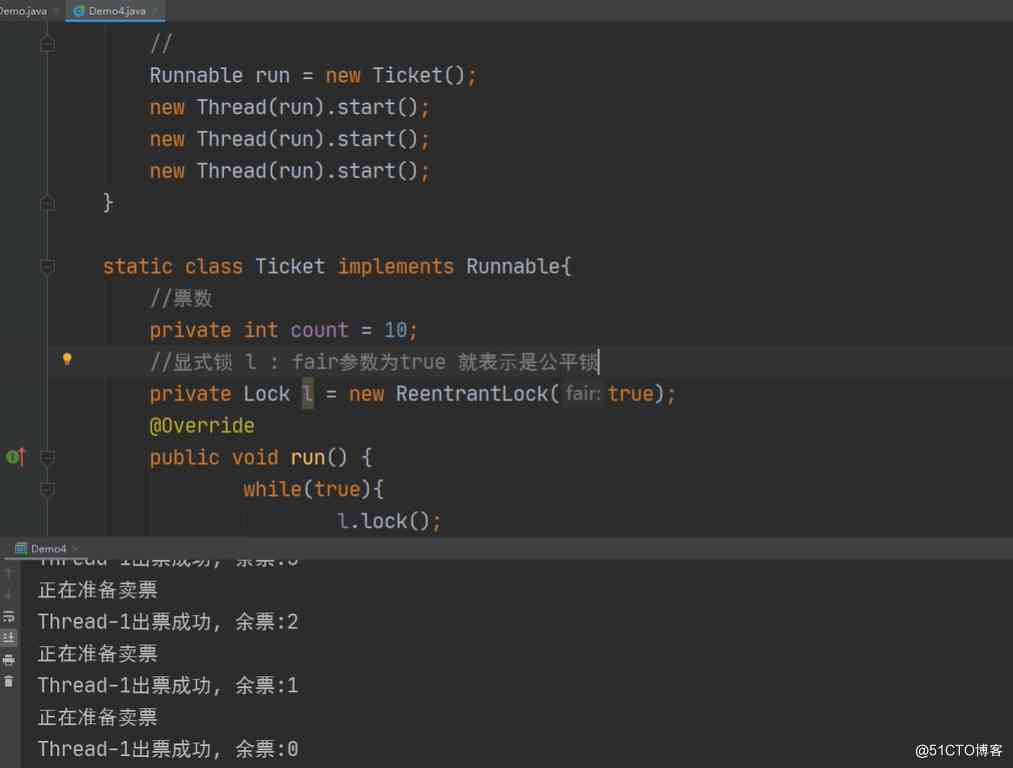 Demo.java
Demo4.java
//
Runnable run = new Ticket();
new Thread(run).start();
new Thread(run).start();
new Thread(run).start();
}
static class Ticket implements Runnable{
//票数
private int count = 10;
//显式锁 l : fair参数为true 就表示是公平锁
private Lock l = new ReentrantLock( fair: true);
@Override
public void run() {
while(true){
l.lock();
Demo4
正在准备卖票
Thread-1出票成功, 余票:2
正在准备卖票
Thread-1出票成功, 余票:1
正在准备卖票
Thread-1出票成功, 余票:0
@51CTO博客